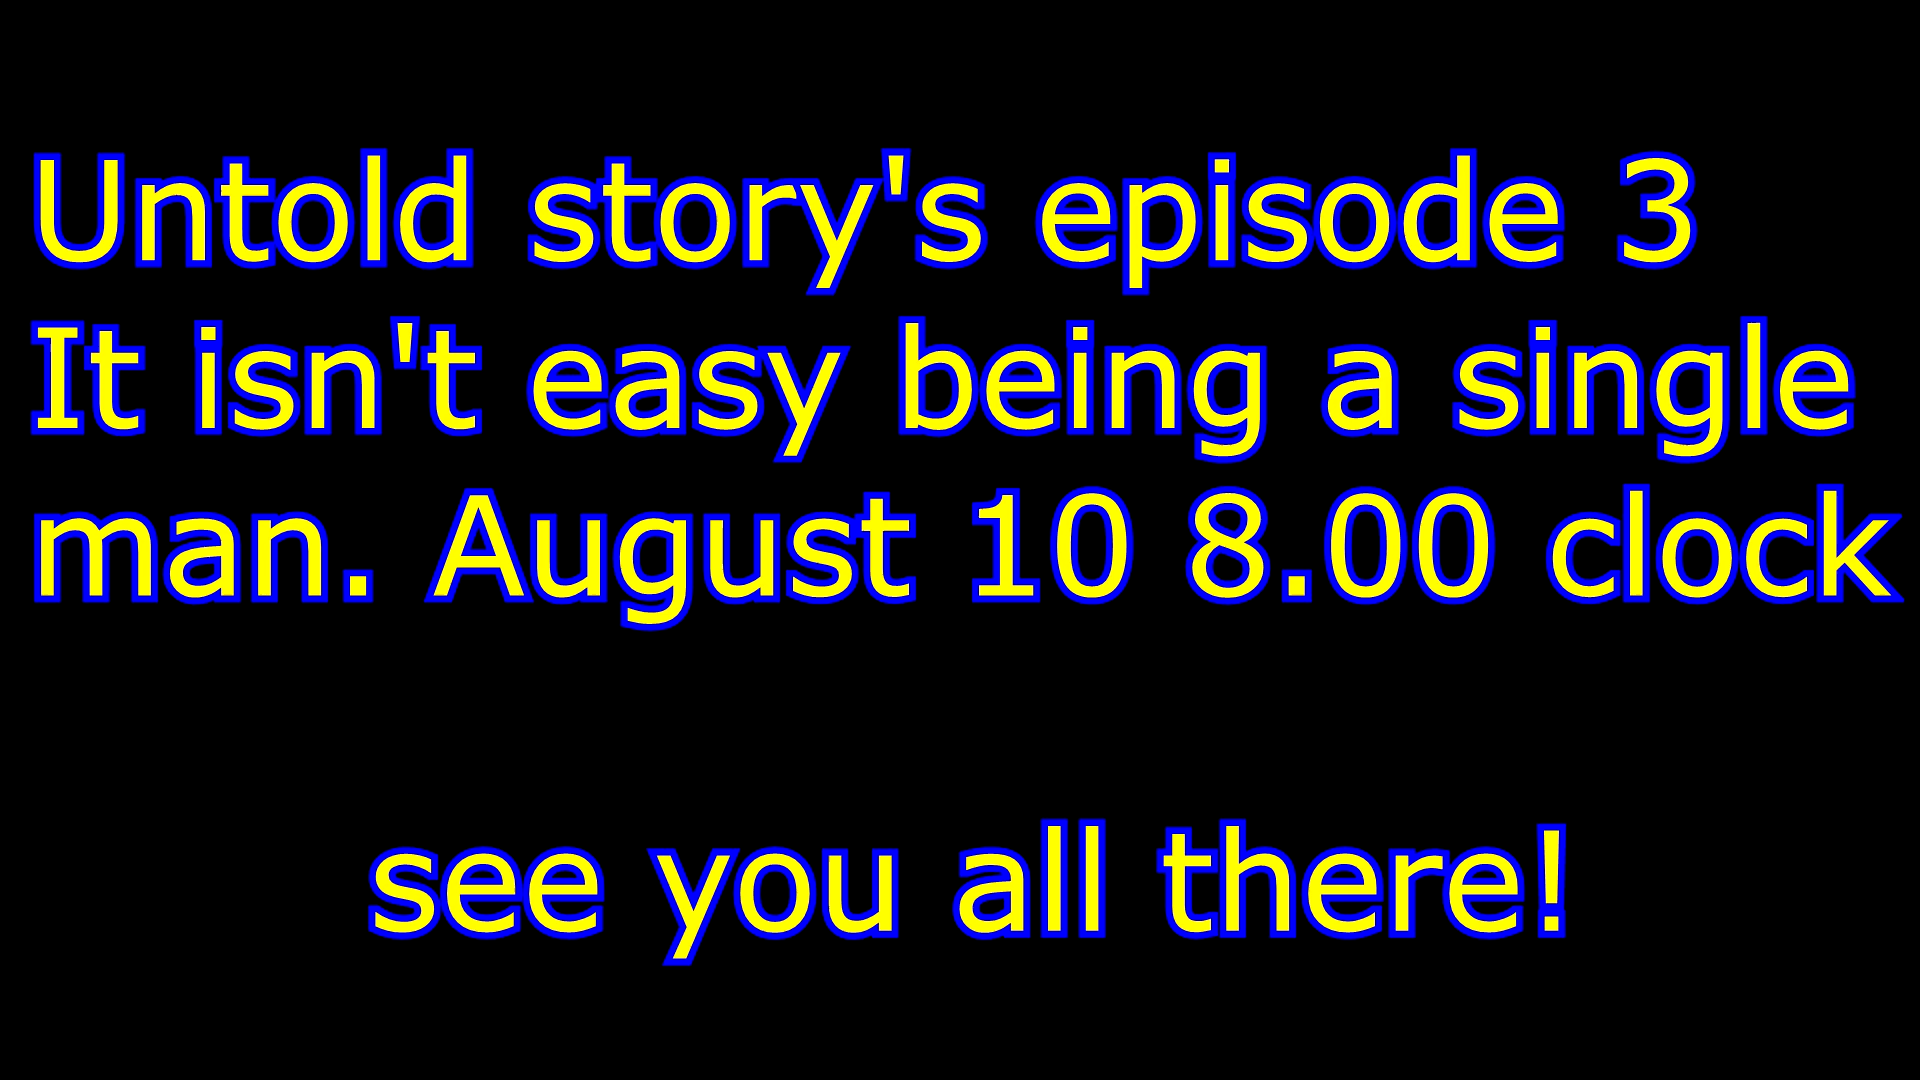 Untold story's episode 3
It isn't easy being a single
man. August 10 8.00 clock
see you all there!